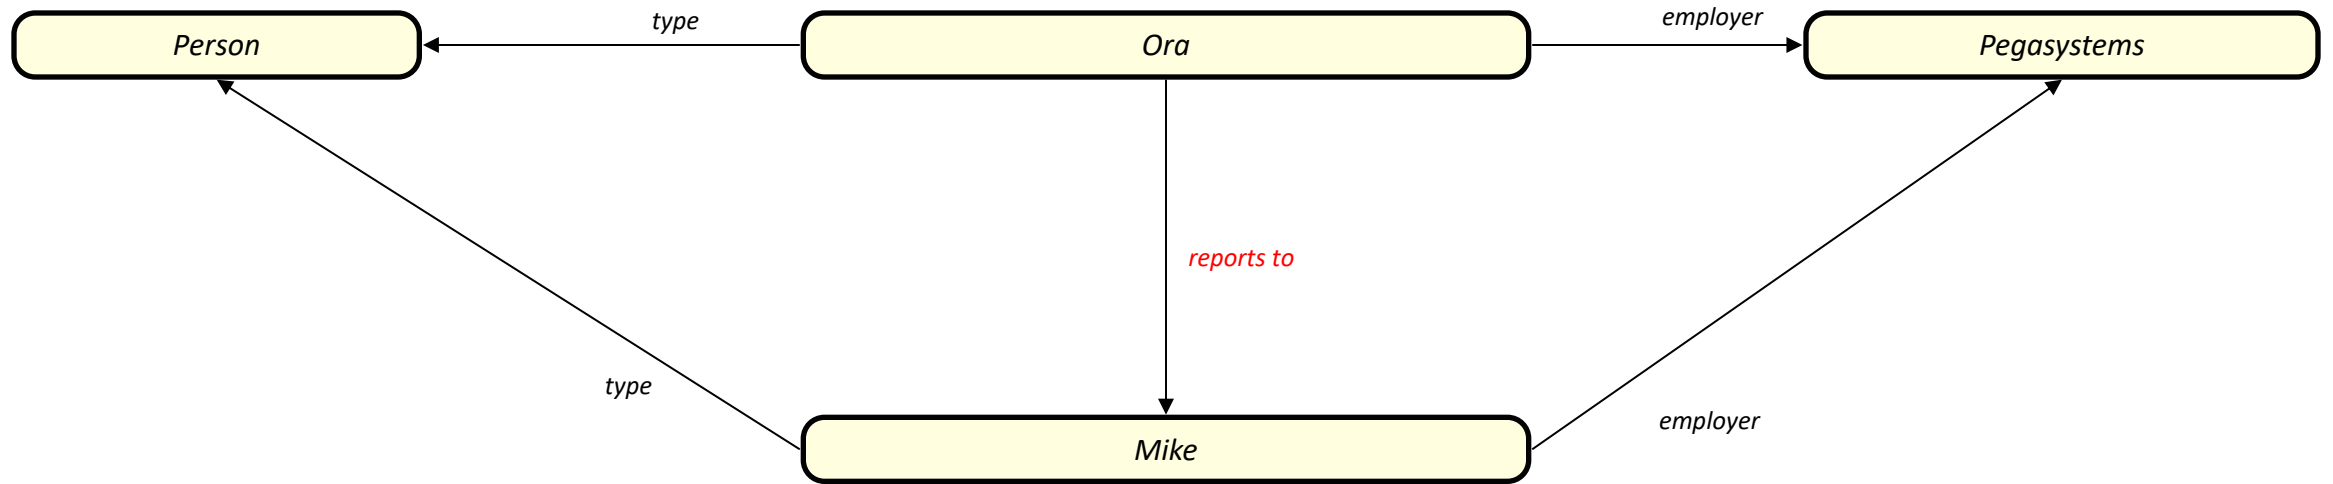 type
employer
Person
Ora
Pegasystems
reports to
type
employer
Mike